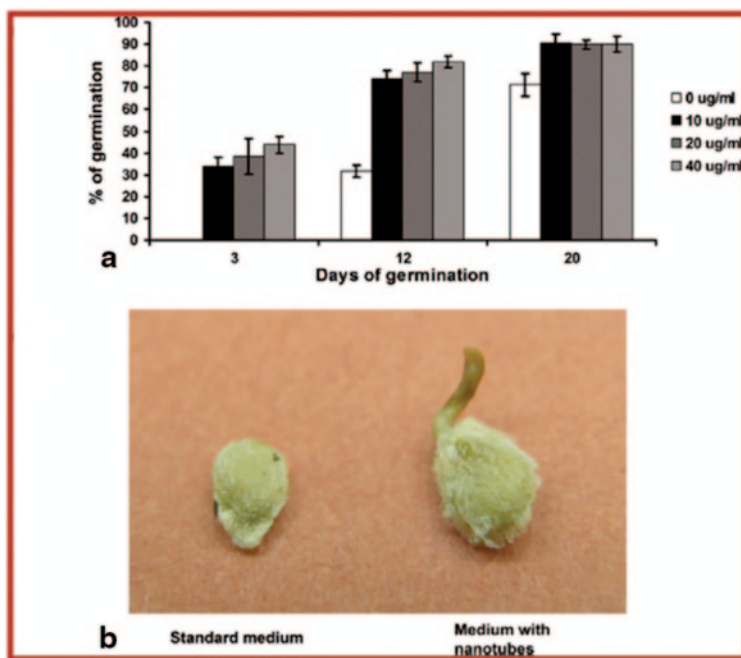 100
90
80
70
60
50
40
30
20
10
0
% of germination
0 ug/ml
10 ug/ml
20 ug/ml
40 ug/ml
3 12 20
Days of germination
a
b
Standard medium
Medium with
nanotubes